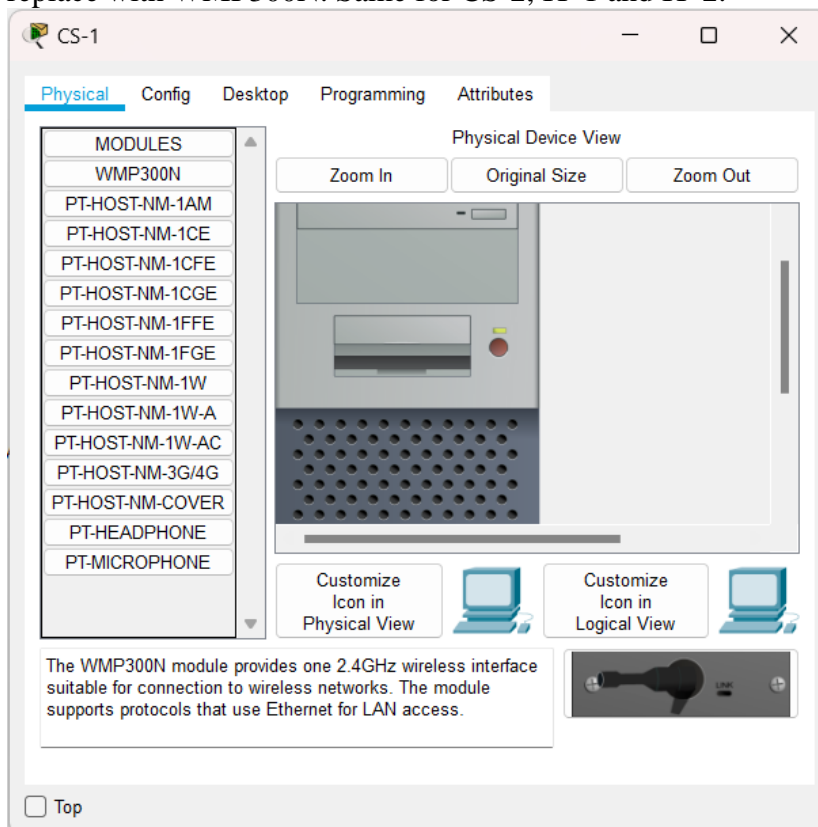 replace with WMP300N. Same for CS-2, IT-1 and IT-2.
CS-1
Physical Config Desktop Programming Attributes
MODULES
WMP300N
PT-HOST-NM-1AM
PT-HOST-NM-1CE
PT-HOST-NM-1CFE
PT-HOST-NM-1CGE
PT-HOST-NM-1FFE
PT-HOST-NM-1FGE
PT-HOST-NM-1W
PT-HOST-NM-1W-A
PT-HOST-NM-1W-AC
PT-HOST-NM-3G/4G
PT-HOST-NM-COVER
PT-HEADPHONE
PT-MICROPHONE
Physical Device View
Zoom In Original Size Zoom Out
Customize
Icon in
Physical View
Customize
Icon in
Logical View
The WMP300N module provides one 2.4GHz wireless interface
suitable for connection to wireless networks. The module
supports protocols that use Ethernet for LAN access.
LINK
Top